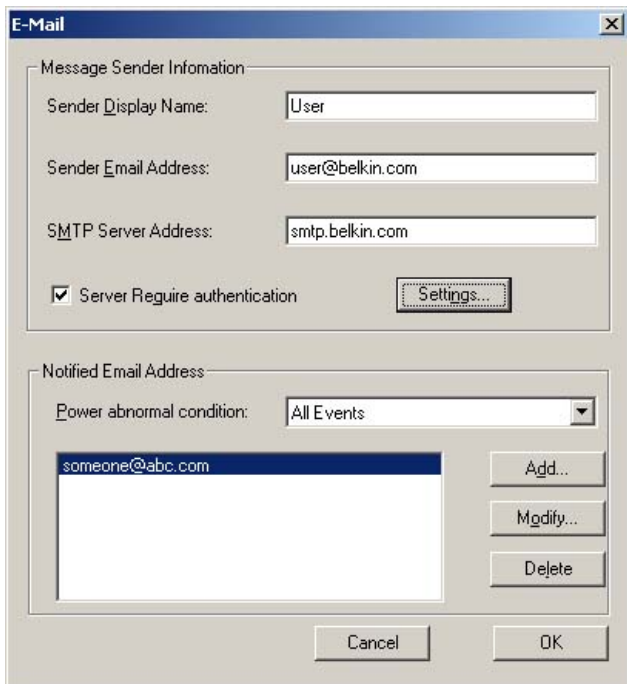 E-Mail
Message Sender Infomation
Sender Display Name: User
Sender Email Address: user@belkin.com
SMTP Server Address: smtp.belkin.com
Server Reguire authentication Settings...
Notified Email Address
Power abnormal condition: All Events
someone@abc.com
Add...
Modify...
Delete
Cancel OK